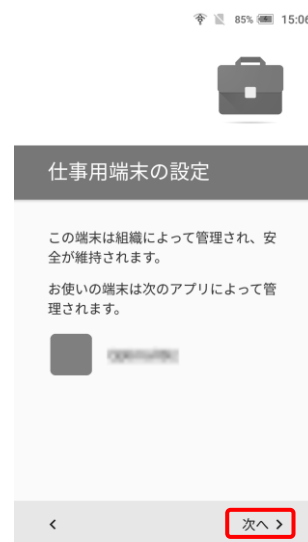 85% 15:06
仕事用端末の設定
この端末は組織によって管理され、安
全が維持されます。
お使いの端末は次のアプリによって管
理されます。
次へ